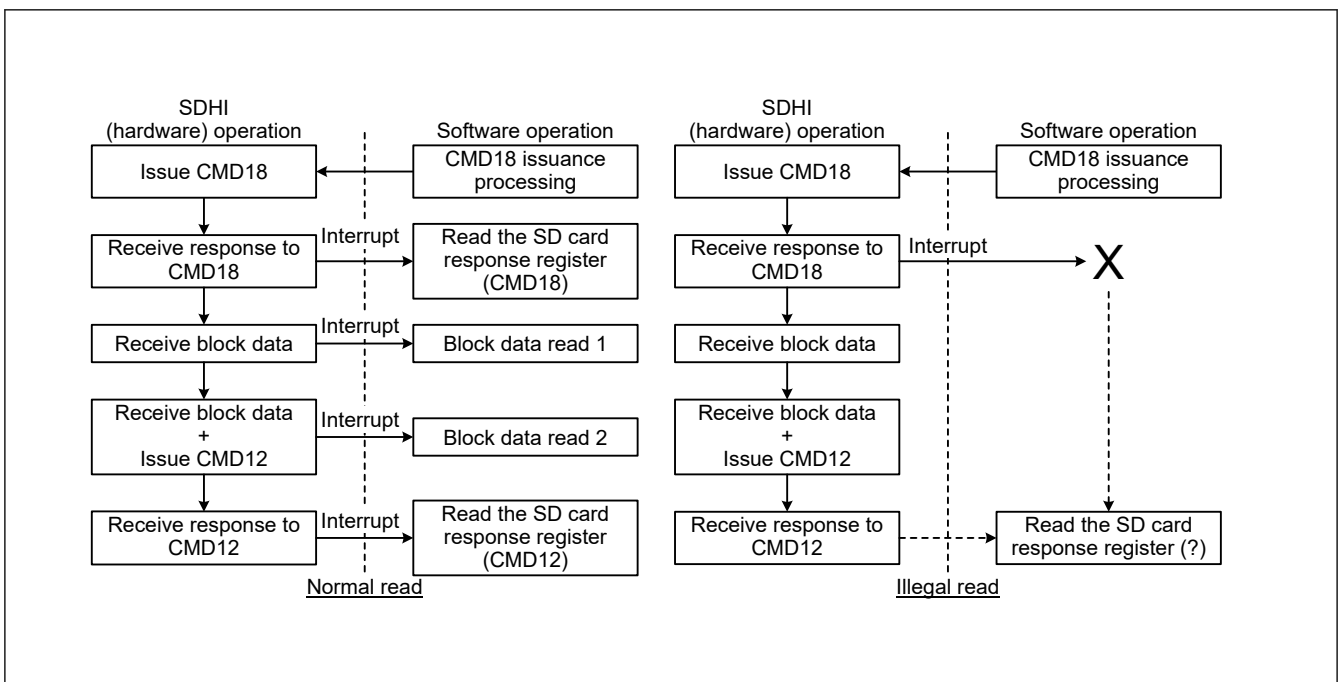 SDHI
(hardware) operation
Software operation
Issue CMD18
CMD18 issuance
processing
Receive response to
CMD18
Interrupt
Read the SD card
response register
(CMD18)
Receive block data
Interrupt
Block data read 1
Receive block data
+
Issue CMD12
Interrupt
Block data read 2
Receive response to
CMD12
Interrupt
Read the SD card
response register
(CMD12)
Normal read
SDHI
(hardware) operation
Software operation
Issue CMD18
CMD18 issuance
processing
Receive response to
CMD18
Interrupt
X
Receive block data
Receive block data
+
Issue CMD12
Receive response to
CMD12
Read the SD card
response register (?)
Illegal read